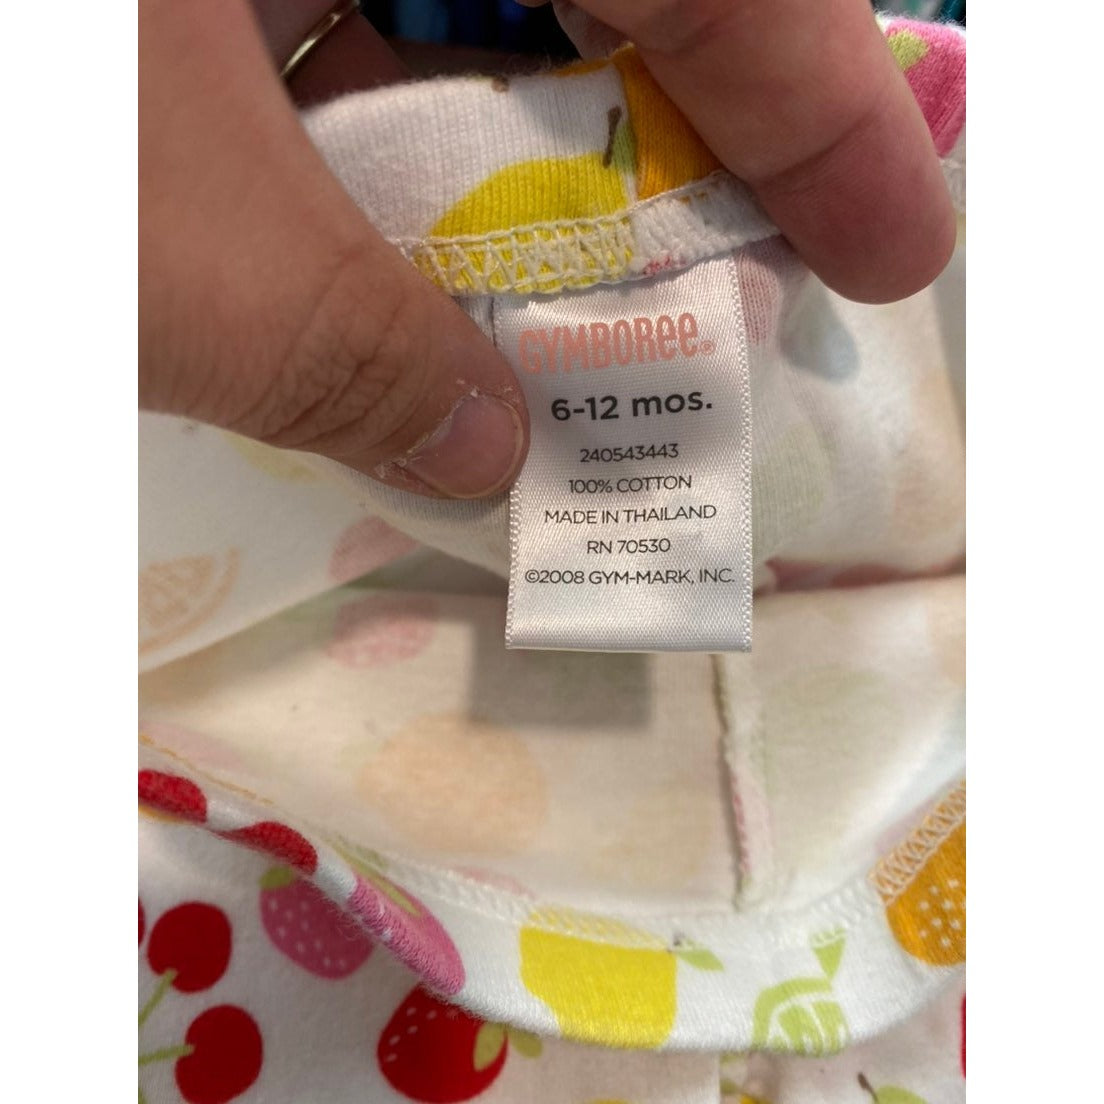 GYMBOREE®
6-12 mos.
240543443
100% COTTON
MADE IN THAILAND
RN 70530
©2008 GYM-MARK, INC.